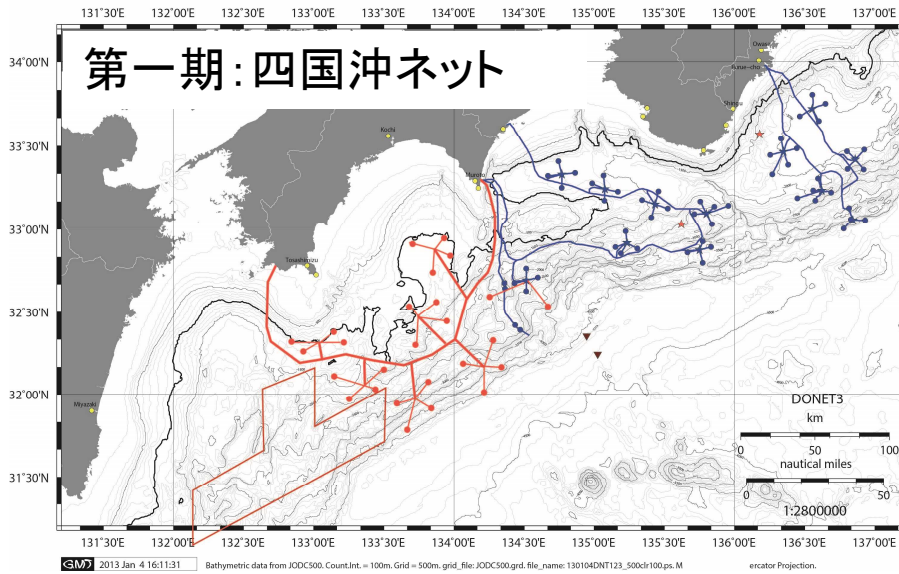 131˚30'E 132˚00'E 132˚30'E 133˚00'E 133˚30'E 134˚00'E 134˚30'E 135˚00'E 135˚30'E 136˚00'E 136˚30'E 137˚00'E
第一期：四国沖ネット
34˚00'N
33˚30'N
33˚00'N
32˚30'N
32˚00'N
31˚30'N
Owase
Shingu
Kochi
Muroto
Tosashimizu
Miyazaki
DONET3
km
0 50 100
nautical miles
0 50
1:2800000
131˚30'E 132˚00'E 132˚30'E 133˚00'E 133˚30'E 134˚00'E 134˚30'E 135˚00'E 135˚30'E 136˚00'E 136˚30'E 137˚00'E
GMT 2013 Jan 4 16:11:31 Bathymetric data from JODC500. Count.Int. = 100m. Grid = 500m. grid_file: JODC500.grd. file_name: 130104DNT123_500clr100.ps. M ercator Projection.